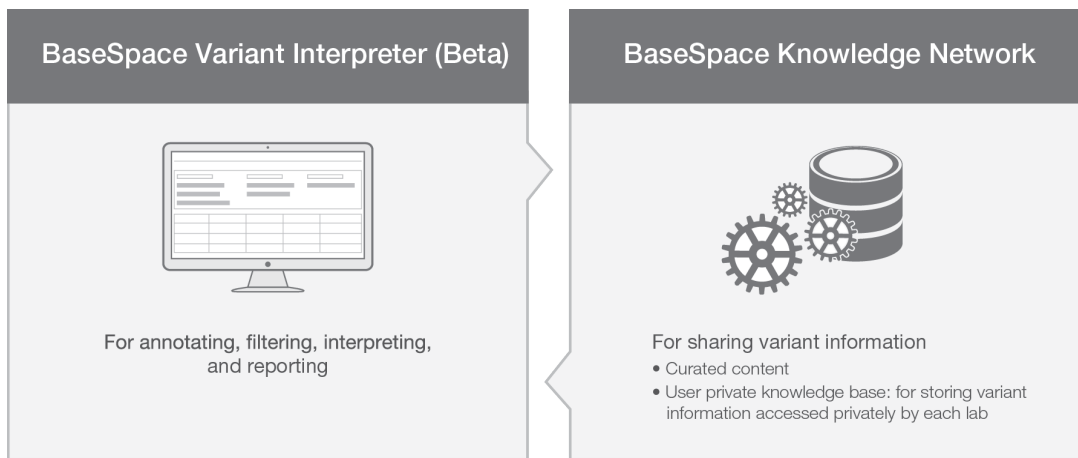 BaseSpace Variant Interpreter (Beta)
For annotating, filtering, interpreting,
and reporting
BaseSpace Knowledge Network
For sharing variant information
• Curated content
• User private knowledge base: for storing variant
information accessed privately by each lab